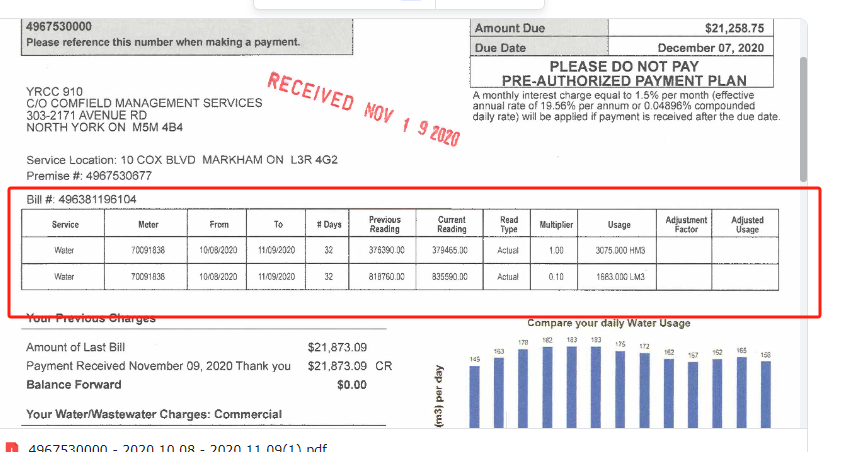 4967530000
Please reference this number when making a payment.
Amount Due $21,258.75
Due Date December 07, 2020
PLEASE DO NOT PAY
PRE-AUTHORIZED PAYMENT PLAN
A monthly interest charge equal to 1.5% per month (effective
annual rate of 19.56% per annum or 0.04896% compounded
daily rate) will be applied if payment is received after the due date.
YRCC 910
C/O COMFIELD MANAGEMENT SERVICES
303-2171 AVENUE RD
NORTH YORK ON M5M 4B4
RECEIVED NOV 19 2020
Service Location: 10 COX BLVD MARKHAM ON L3R 4G2
Premise #: 4967530677
Bill #: 496381196104
Service Meter From To # Days Previous Reading Current Reading Read Type Multiplier Usage Adjustment Factor Adjusted Usage
Water 70091838 10/08/2020 11/09/2020 32 376390.00 379465.00 Actual 1.00 3075.000 HM3
Water 70091838 10/08/2020 11/09/2020 32 818760.00 835590.00 Actual 0.10 1683.000 LM3
Your Previous Charges
Amount of Last Bill $21,873.09
Payment Received November 09, 2020 Thank you $21,873.09 CR
Balance Forward $0.00
Your Water/Wastewater Charges: Commercial
Compare your daily Water Usage
145 163 178 182 183 183 175 172 162 157 162 165 158
(m3) per day
4967530000 - 2020 10 08 - 2020 11 09(1).pdf